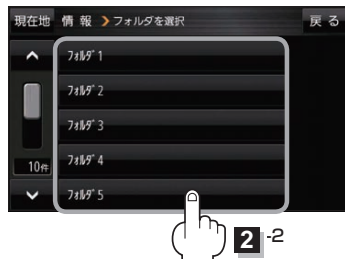 現在地 情 報 フォルダを選択 戻 る
ﾌｫﾙﾀﾞ 1
ﾌｫﾙﾀﾞ 2
ﾌｫﾙﾀﾞ 3
ﾌｫﾙﾀﾞ 4
10件
ﾌｫﾙﾀﾞ 5
2 -2